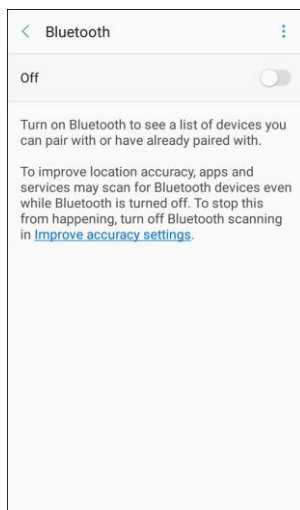 Bluetooth
Off
Turn on Bluetooth to see a list of devices you
can pair with or have already paired with.
To improve location accuracy, apps and
services may scan for Bluetooth devices even
while Bluetooth is turned off. To stop this
from happening, turn off Bluetooth scanning
in Improve accuracy settings.